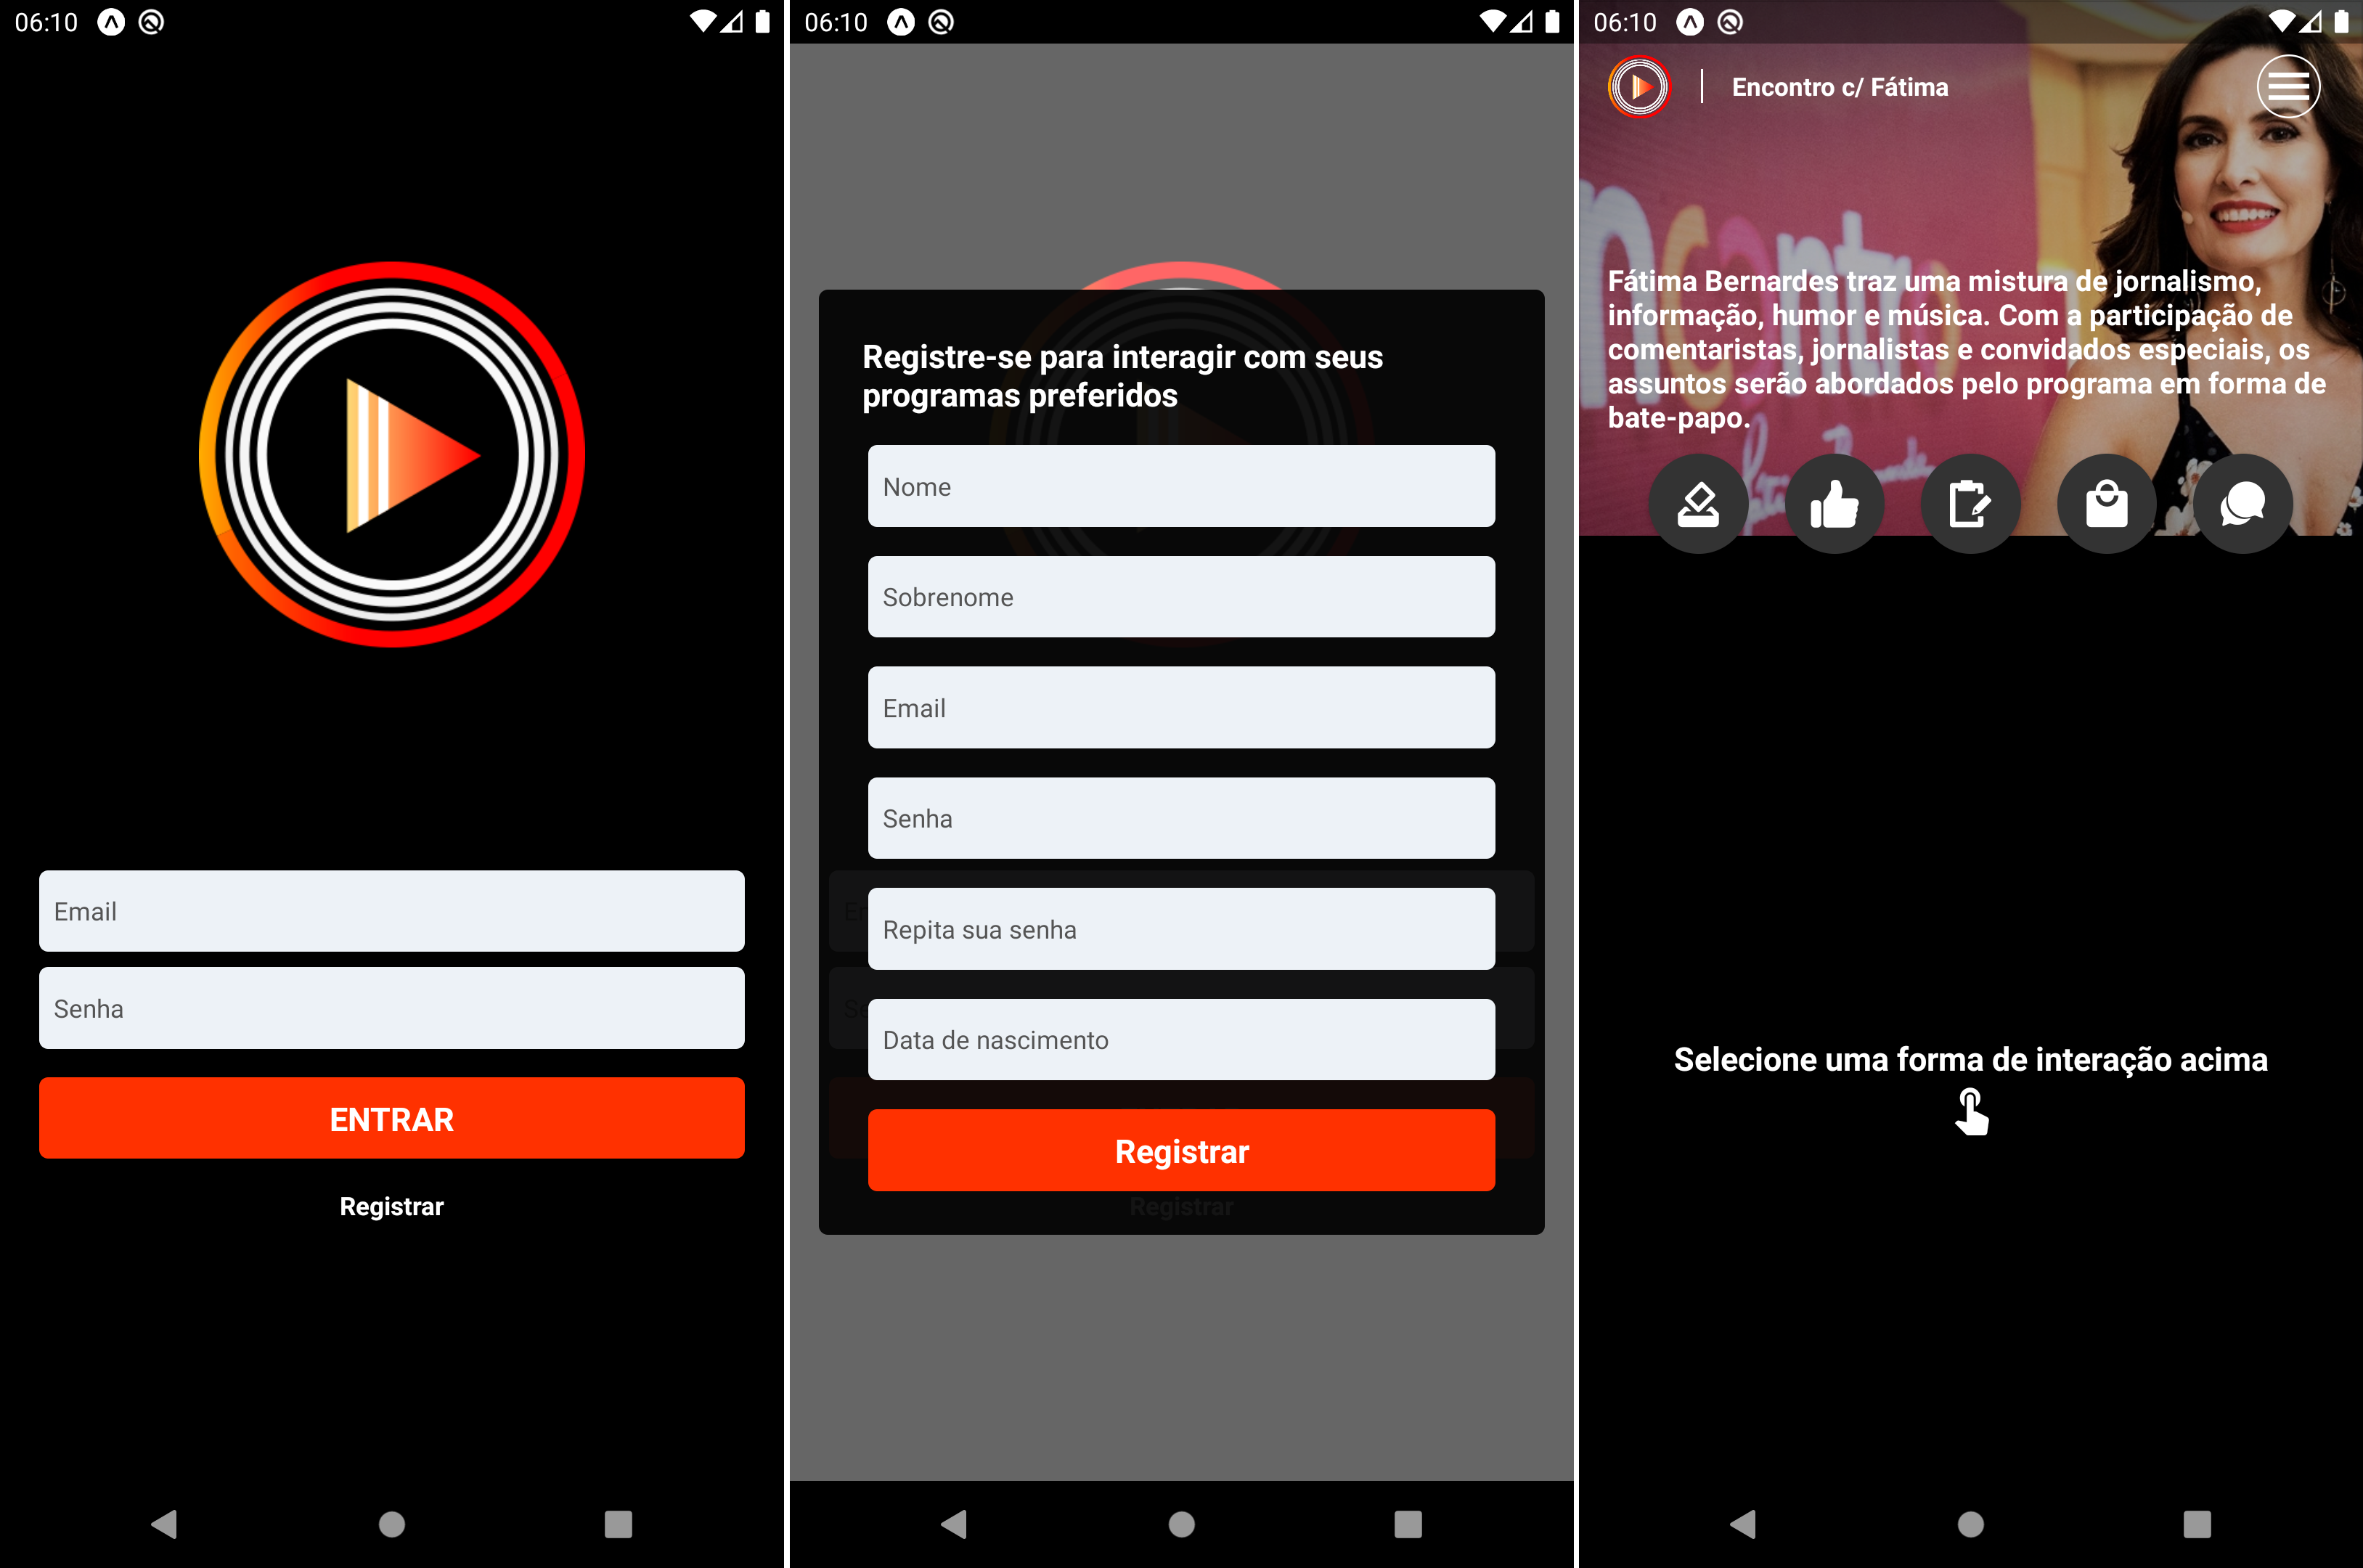 06:10
Email
Senha
ENTRAR
Registrar
06:10
Registre-se para interagir com seus
programas preferidos
Nome
Sobrenome
Email
Senha
Repita sua senha
Data de nascimento
Registrar
Registrar
06:10
Encontro c/ Fátima
encontro
Fátima Bernardes traz uma mistura de jornalismo,
informação, humor e música. Com a participação de
comentaristas, jornalistas e convidados especiais, os
assuntos serão abordados pelo programa em forma de
bate-papo.
Selecione uma forma de interação acima